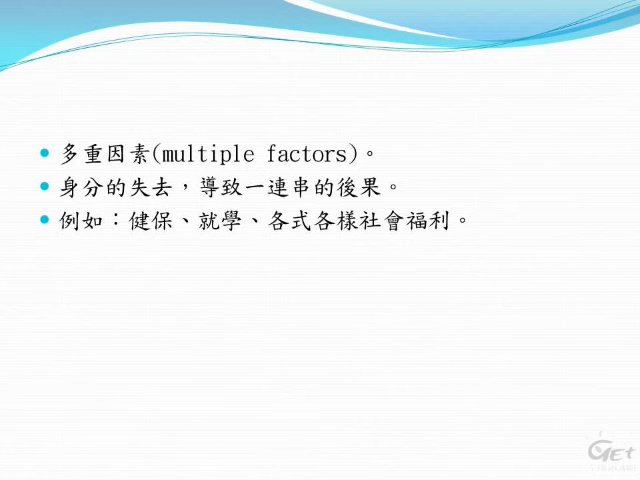 多重因素(multiple factors)。
身分的失去，導致一連串的後果。
例如：健保、就學、各式各樣社會福利。
GET